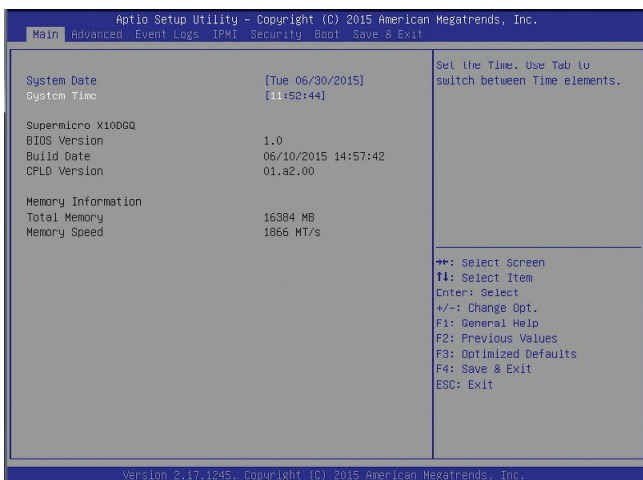 Aptio Setup Utility - Copyright (C) 2015 American Megatrends, Inc.
Main Advanced Event Logs IPMI Security Boot Save & Exit
System Date [Tue 06/30/2015]
System Time [11:52:44]
Supermicro X10DGQ
BIOS Version 1.0
Build Date 06/10/2015 14:57:42
CPLD Version 01.a2.00
Memory Information
Total Memory 16384 MB
Memory Speed 1866 MT/s
Set the Time. Use Tab to
switch between Time elements.
→←: Select Screen
↑↓: Select Item
Enter: Select
+/-: Change Opt.
F1: General Help
F2: Previous Values
F3: Optimized Defaults
F4: Save & Exit
ESC: Exit
Version 2.17.1245. Copyright (C) 2015 American Megatrends, Inc.